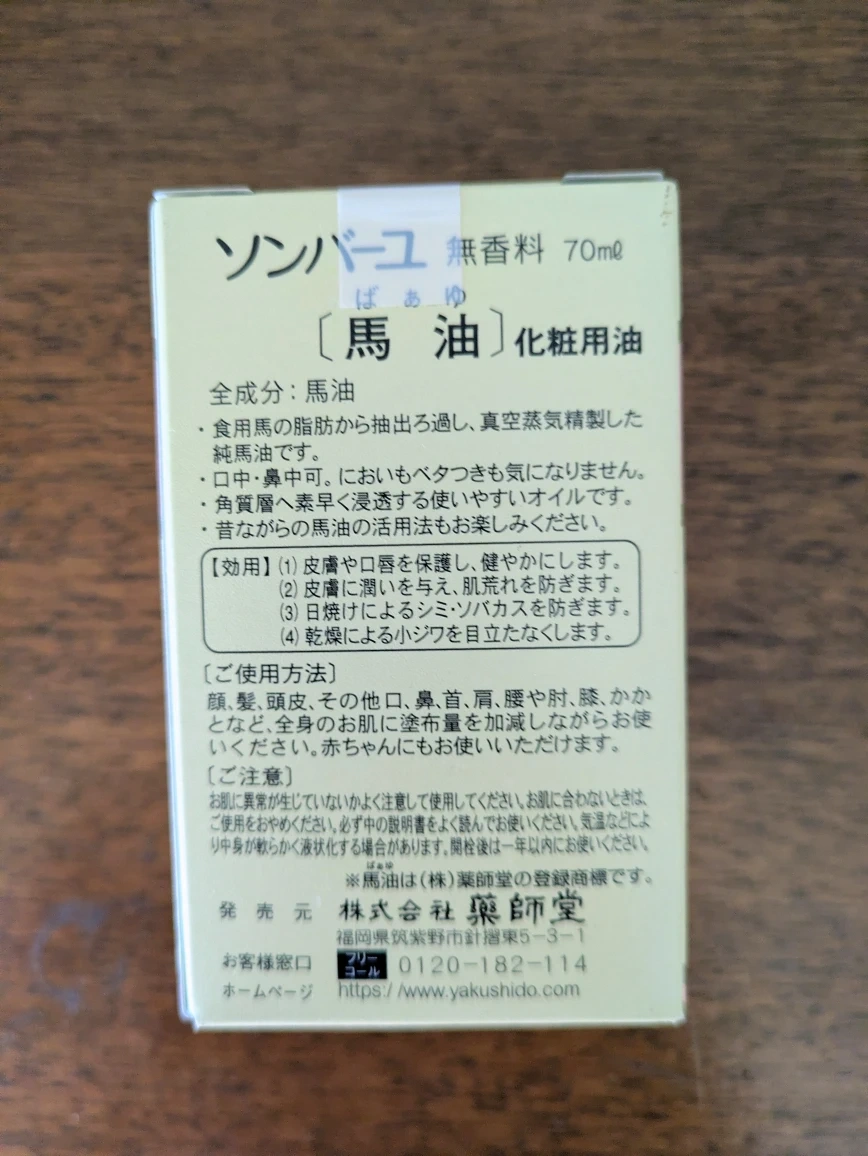 ソンバーユ 無香料 70ml
ばぁゆ
〔馬 油〕化粧用油
全成分：馬油
・食用馬の脂肪から抽出ろ過し、真空蒸気精製した
純馬油です。
・口中・鼻中可。においもベタつきも気になりません。
・角質層へ素早く浸透する使いやすいオイルです。
・昔ながらの馬油の活用法もお楽しみください。
【効用】(1) 皮膚や口唇を保護し、健やかにします。
(2) 皮膚に潤いを与え、肌荒れを防ぎます。
(3) 日焼けによるシミ・ソバカスを防ぎます。
(4) 乾燥による小ジワを目立たなくします。
〔ご使用方法〕
顔、髪、頭皮、その他口、鼻、首、肩、腰や肘、膝、かか
となど、全身のお肌に塗布量を加減しながらお使
いください。赤ちゃんにもお使いいただけます。
〔ご注意〕
お肌に異常が生じていないかよく注意して使用してください。お肌に合わないときは、
ご使用をおやめください。必ず中の説明書をよく読んでお使いください。気温などによ
り中身が軟らかく液状化する場合があります。開栓後は一年以内にお使いください。
ばぁゆ
※馬油は(株)薬師堂の登録商標です。
発売元 株式会社 薬師堂
福岡県筑紫野市針摺東5-3-1
お客様窓口 フリーコール 0120-182-114
ホームページ https://www.yakushido.com